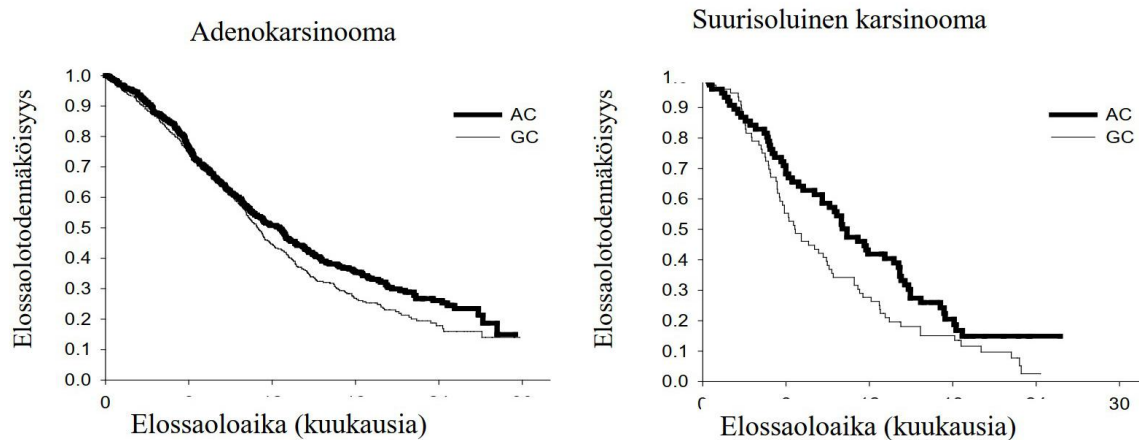 Adenokarsinooma
Elossaolotodennäköisyys
1.0
0.9
0.8
0.7
0.6
0.5
0.4
0.3
0.2
0.1
0.0
AC
GC
0
Elossaoloaika (kuukausia)
Suurisoluinen karsinooma
Elossaolotodennäköisyys
0.9
0.8
0.7
0.6
0.5
0.4
0.3
0.2
0.1
0.0
AC
GC
30
Elossaoloaika (kuukausia)